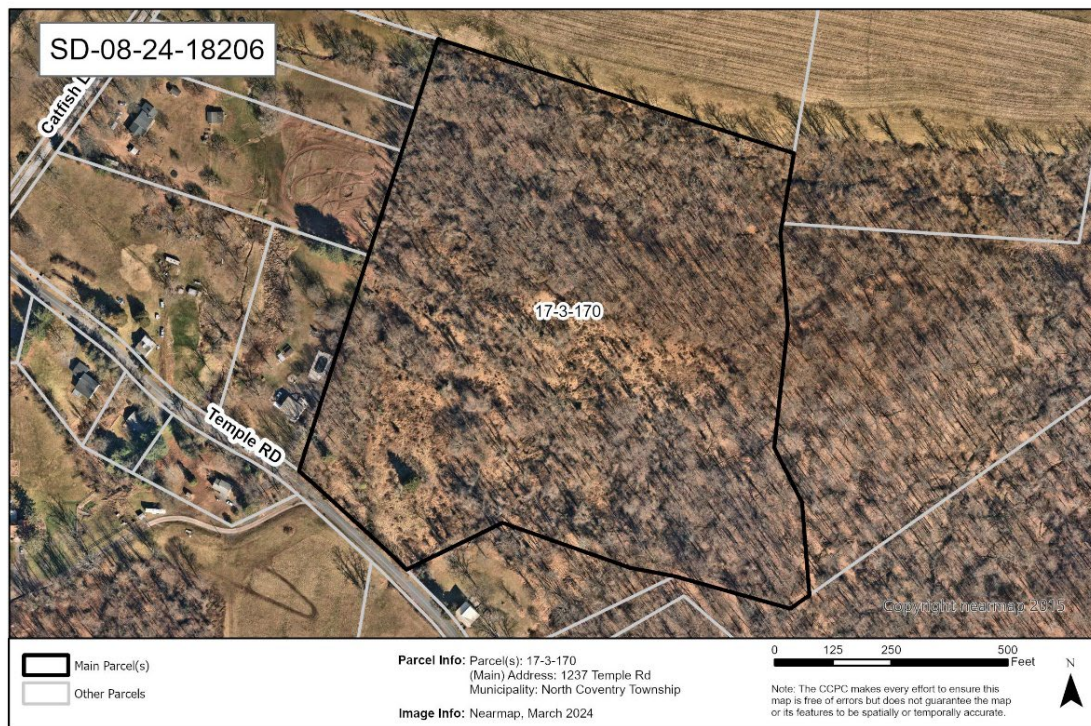 SD-08-24-18206
Catfish L
17-3-170
Temple RD
Copyright nearmap 2015
Main Parcel(s)
Other Parcels
Parcel Info: Parcel(s): 17-3-170
(Main) Address: 1237 Temple Rd
Municipality: North Coventry Township
Image Info: Nearmap, March 2024
0 125 250 500
Feet
N
Note: The CCPC makes every effort to ensure this
map is free of errors but does not guarantee the map
or its features to be spatially or temporally accurate.